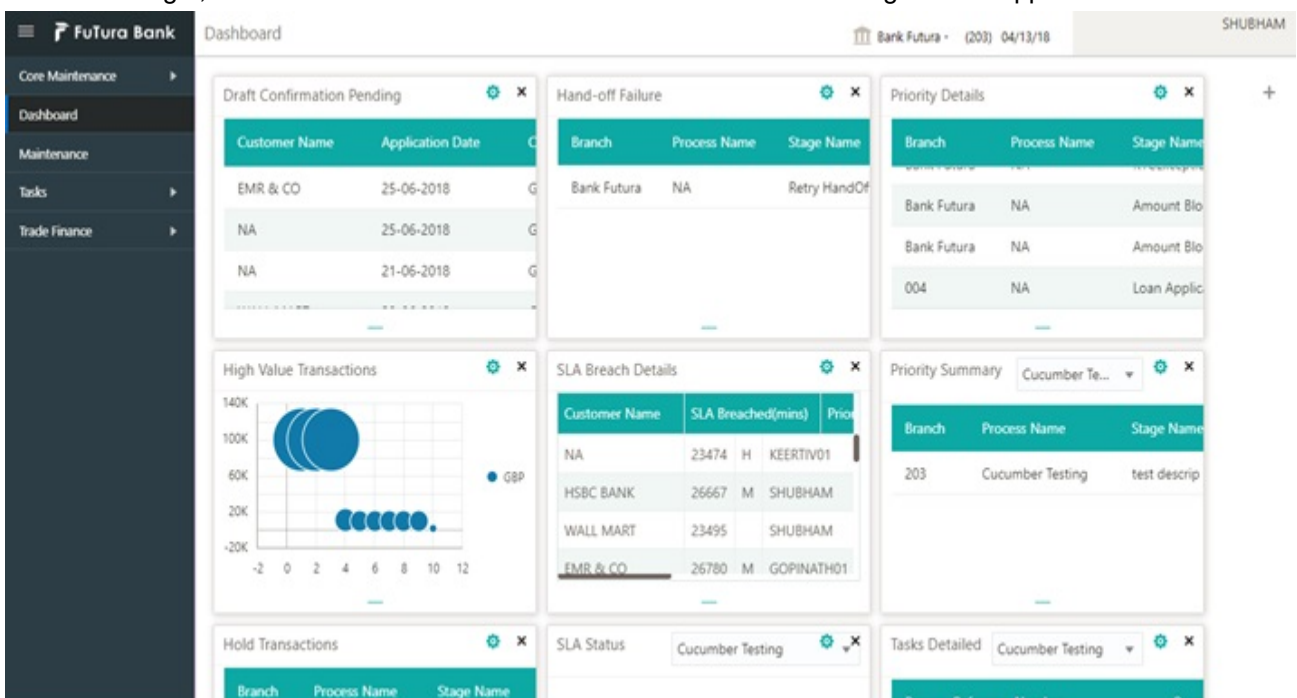 FuTura Bank
Dashboard
Bank Futura - (203) 04/13/18
SHUBHAM
Core Maintenance
Dashboard
Maintenance
Tasks
Trade Finance
Draft Confirmation Pending
Customer Name Application Date
EMR & CO 25-06-2018 G
NA 25-06-2018 G
NA 21-06-2018 G
Hand-off Failure
Branch Process Name Stage Name
Bank Futura NA Retry HandOf
Priority Details
Branch Process Name Stage Name
Bank Futura NA Amount Blo
Bank Futura NA Amount Blo
004 NA Loan Applic
High Value Transactions
140K
100K
60K
20K
-20K
-2 0 2 4 6 8 10 12
GBP
SLA Breach Details
Customer Name SLA Breached(mins) Prior
NA 23474 H KEERTIV01
HSBC BANK 26667 M SHUBHAM
WALL MART 23495 SHUBHAM
EMR & CO 26780 M GOPINATH01
Priority Summary Cucumber Te...
Branch Process Name Stage Name
203 Cucumber Testing test descrip
Hold Transactions
Branch Process Name Stage Name
SLA Status Cucumber Testing
Tasks Detailed Cucumber Testing